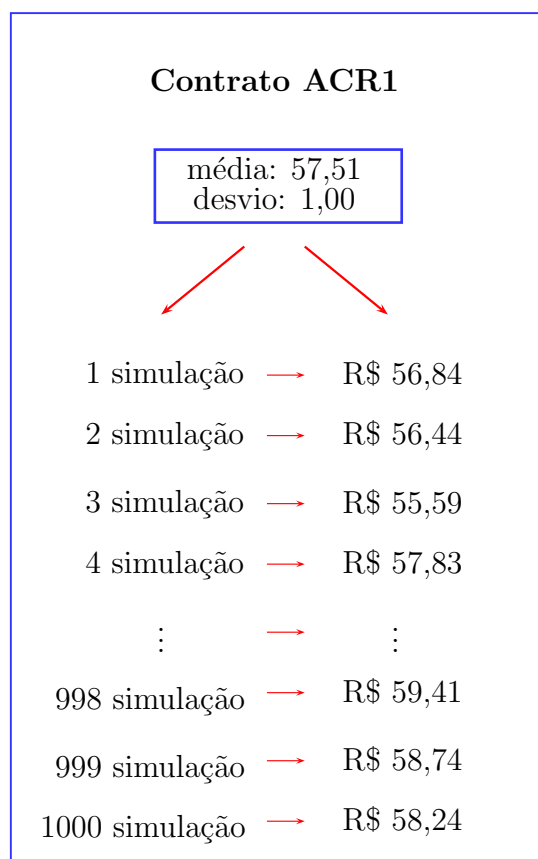 Contrato ACR1
média: 57,51
desvio: 1,00
1 simulação R$ 56,84
2 simulação R$ 56,44
3 simulação R$ 55,59
4 simulação R$ 57,83
⋮ ⋮
998 simulação R$ 59,41
999 simulação R$ 58,74
1000 simulação R$ 58,24